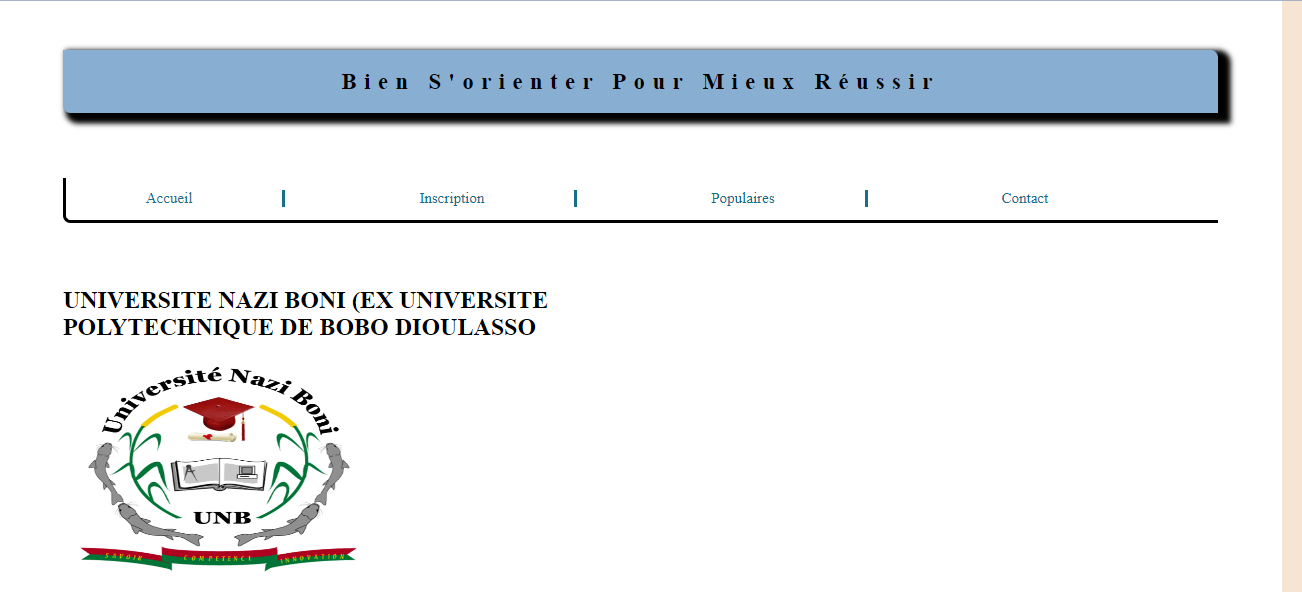 Bien S'orienter Pour Mieux Réussir
Accueil Inscription Populaires Contact
UNIVERSITE NAZI BONI (EX UNIVERSITE
POLYTECHNIQUE DE BOBO DIOULASSO
Université Nazi Boni
UNB
SAVOIR COMPETENCE INNOVATION